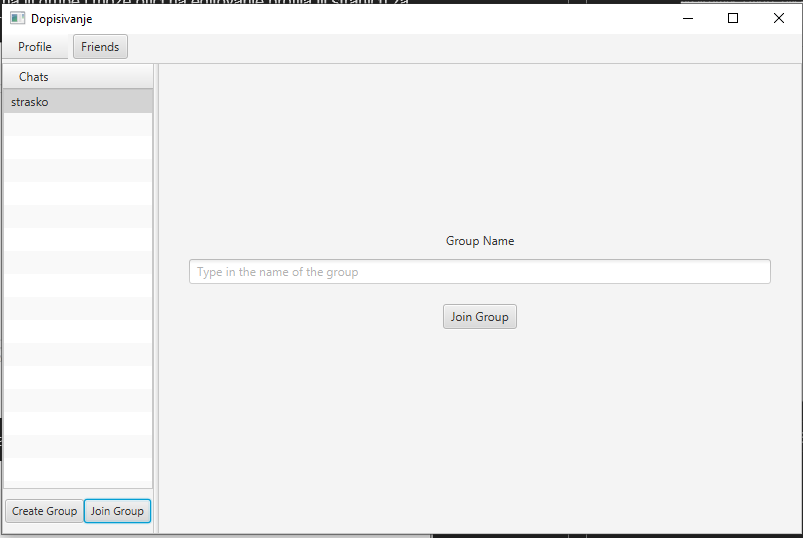 Dopisivanje
Profile
Friends
Chats
strasko
Group Name
Type in the name of the group
Join Group
Create Group
Join Group